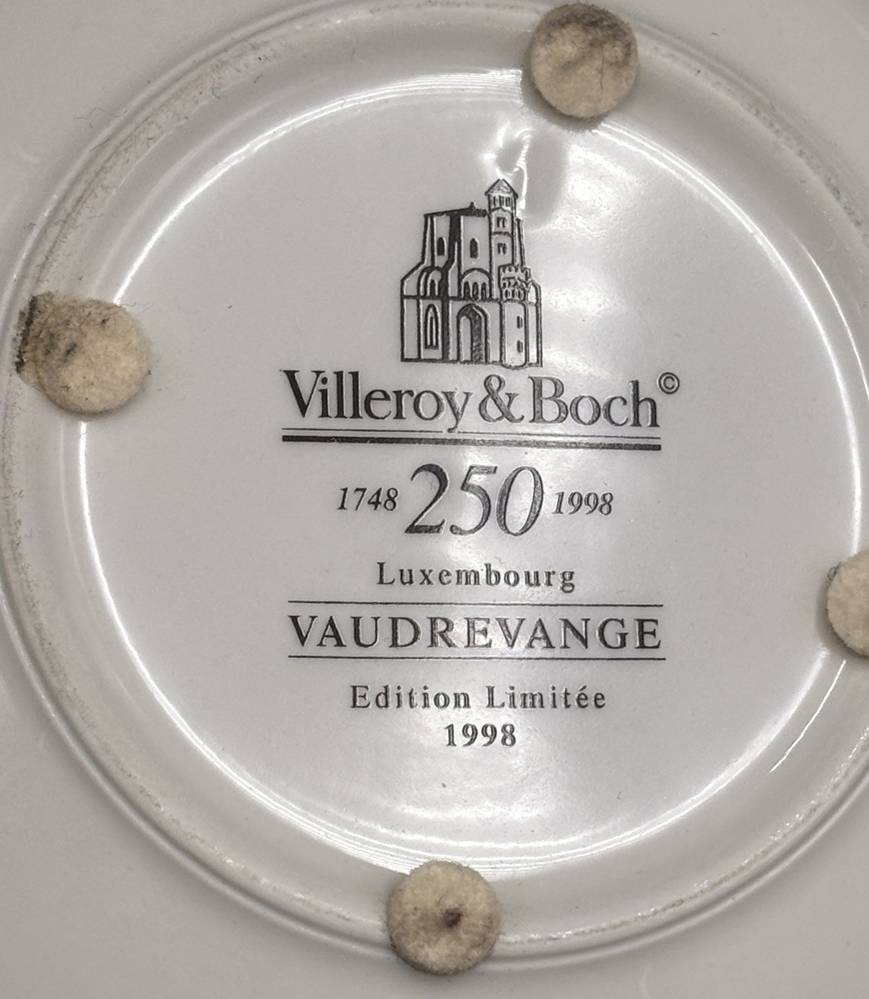 Villeroy & Boch©
1748 250 1998
Luxembourg
VAUDREVANGE
Edition Limitée
1998